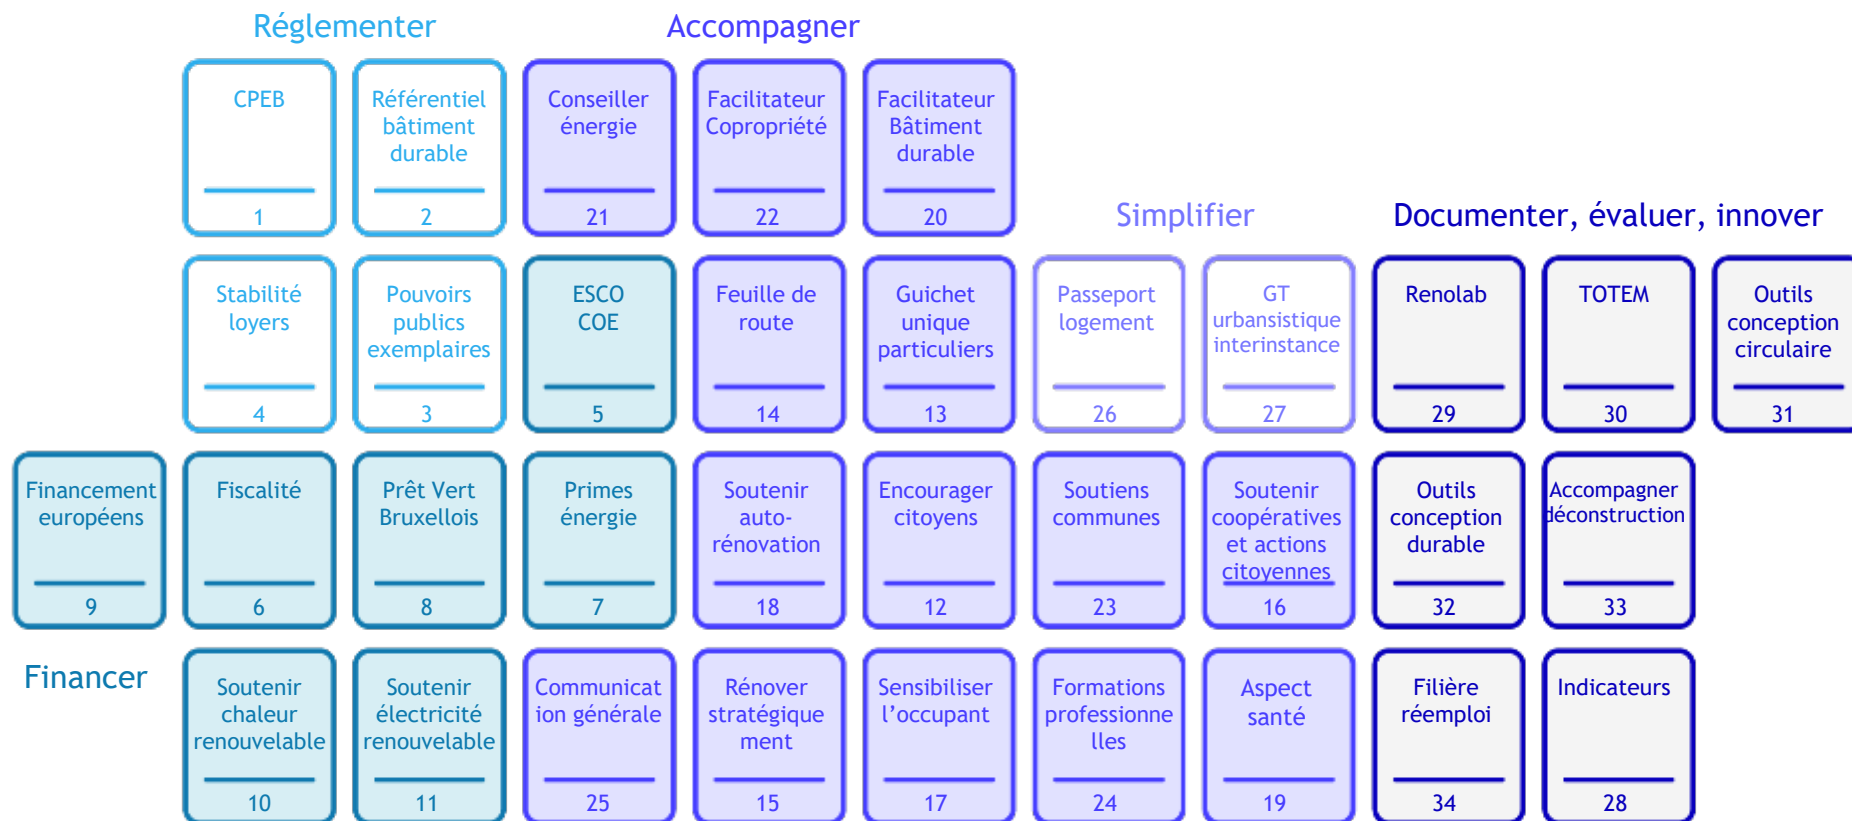 Réglementer
Accompagner
CPEB
1
Référentiel
bâtiment
durable
2
Conseiller
énergie
21
Facilitateur
Copropriété
22
Facilitateur
Bâtiment
durable
20
Simplifier
Documenter, évaluer, innover
Stabilité
loyers
4
Pouvoirs
publics
exemplaires
3
ESCO
COE
5
Feuille de
route
14
Guichet
unique
particuliers
13
Passeport
logement
26
GT
urbansistique
interinstance
27
Renolab
29
TOTEM
30
Outils
conception
circulaire
31
Financement
européens
9
Fiscalité
6
Prêt Vert
Bruxellois
8
Primes
énergie
7
Soutenir
auto-
rénovation
18
Encourager
citoyens
12
Soutiens
communes
23
Soutenir
coopératives
et actions
citoyennes
16
Outils
conception
durable
32
Accompagner
déconstruction
33
Financer
Soutenir
chaleur
renouvelable
10
Soutenir
électricité
renouvelable
11
Communicat
ion générale
25
Rénover
stratégique
ment
15
Sensibiliser
l’occupant
17
Formations
professionne
lles
24
Aspect
santé
19
Filière
réemploi
34
Indicateurs
28